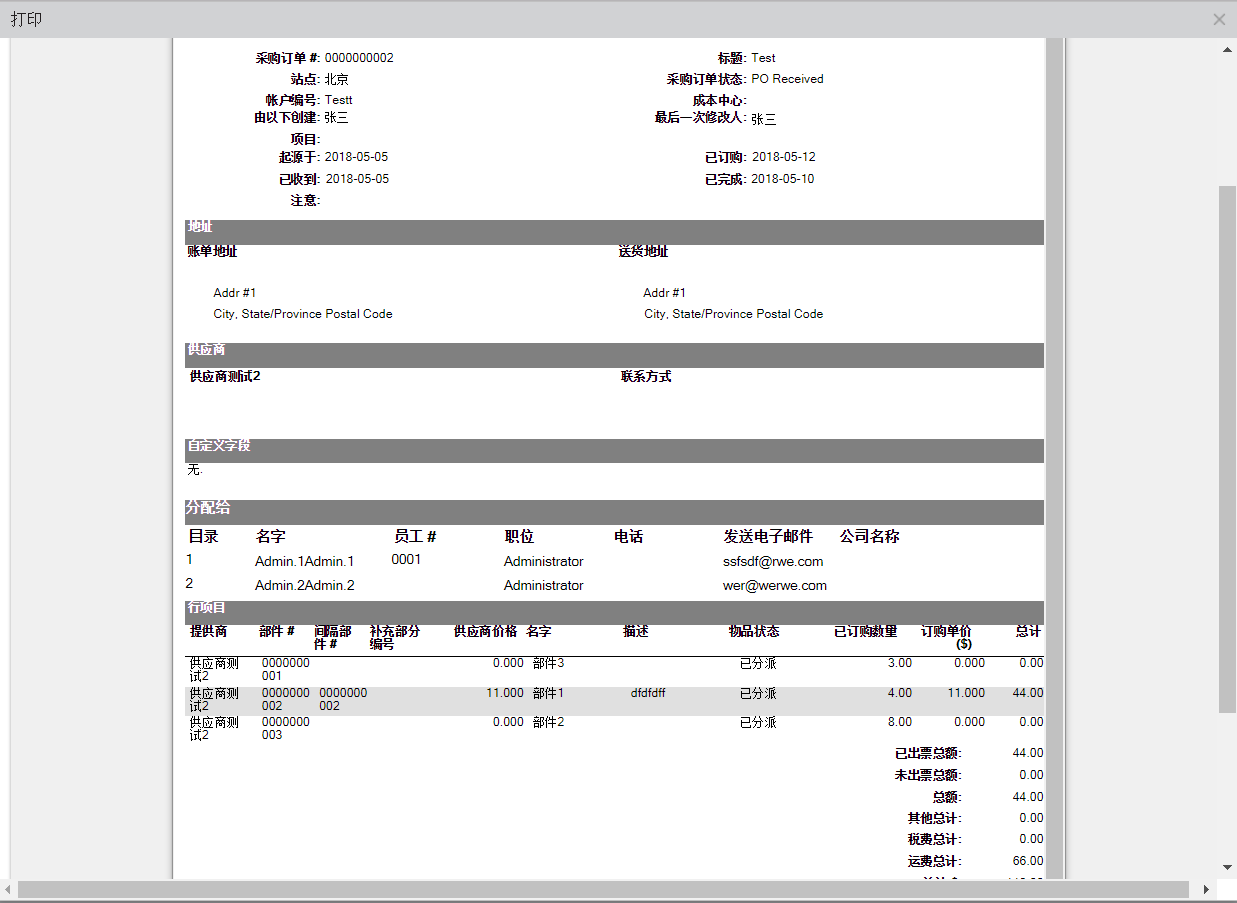 打印
采购订单 #: 0000000002 标题: Test
站点: 北京 采购订单状态: PO Received
帐户编号: Testt 成本中心:
由以下创建: 张三 最后一次修改人: 张三
项目:
起源于: 2018-05-05 已订购: 2018-05-12
已收到: 2018-05-05 已完成: 2018-05-10
注意:
地址
账单地址 送货地址
Addr #1 Addr #1
City, State/Province Postal Code City, State/Province Postal Code
供应商
供应商测试2 联系方式
自定义字段
无.
分配给
目录 名字 员工 # 职位 电话 发送电子邮件 公司名称
1 Admin.1Admin.1 0001 Administrator ssfsdf@rwe.com
2 Admin.2Admin.2 Administrator wer@werwe.com
行项目
提供商 部件 # 间隔部 补充部分 供应商价格 名字 描述 物品状态 已订购数量 订购单价 总计
件 # 编号 ($)
供应商测 0000000 0.000 部件3 已分派 3.00 0.000 0.00
试2 001
供应商测 0000000 0000000 11.000 部件1 dfdfdff 已分派 4.00 11.000 44.00
试2 002 002
供应商测 0000000 0.000 部件2 已分派 8.00 0.000 0.00
试2 003
已出票总额: 44.00
未出票总额: 0.00
总额: 44.00
其他总计: 0.00
税费总计: 0.00
运费总计: 66.00